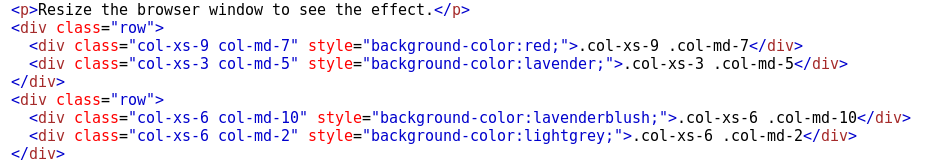 <p>Resize the browser window to see the effect.</p>
<div class="row">
  <div class="col-xs-9 col-md-7" style="background-color:red;">.col-xs-9 .col-md-7</div>
  <div class="col-xs-3 col-md-5" style="background-color:lavender;">.col-xs-3 .col-md-5</div>
</div>
<div class="row">
  <div class="col-xs-6 col-md-10" style="background-color:lavenderblush;">.col-xs-6 .col-md-10</div>
  <div class="col-xs-6 col-md-2" style="background-color:lightgrey;">.col-xs-6 .col-md-2</div>
</div>